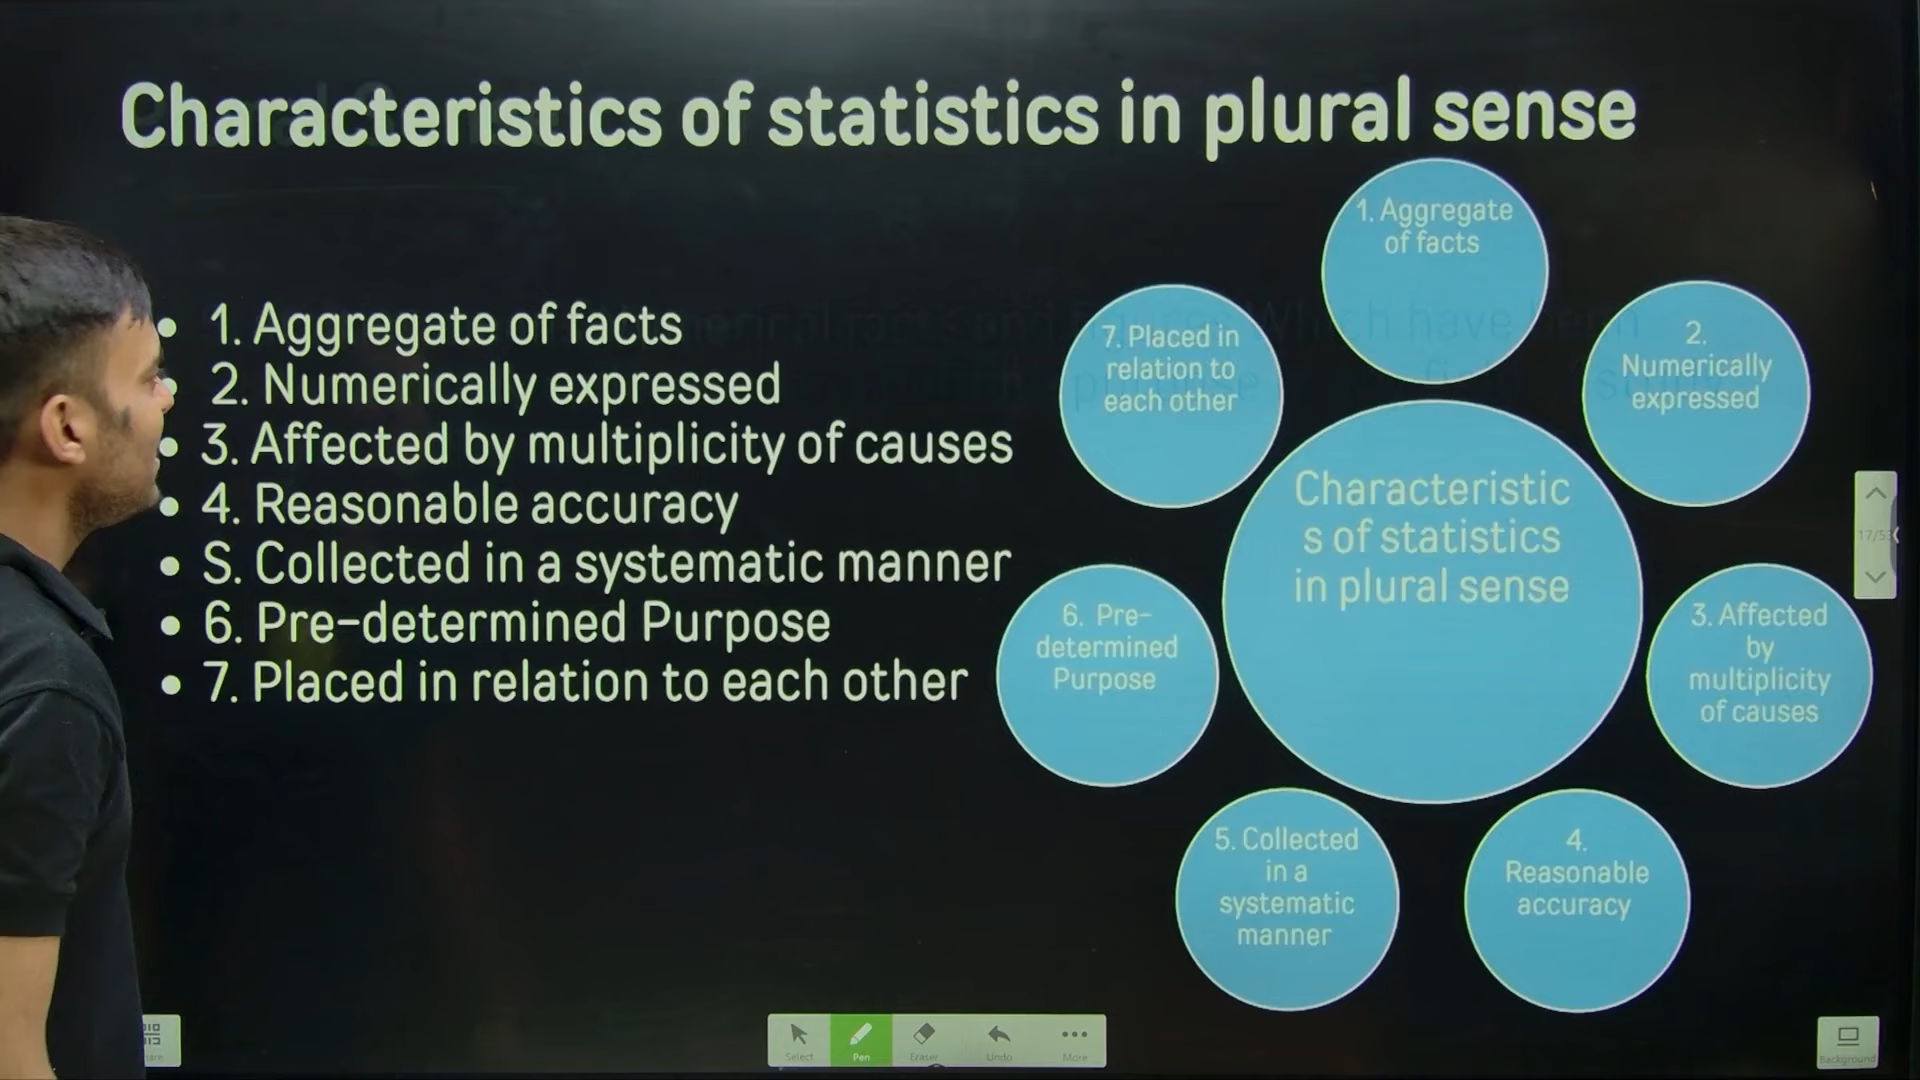 Characteristics of statistics in plural sense
• 1. Aggregate of facts
• 2. Numerically expressed
• 3. Affected by multiplicity of causes
• 4. Reasonable accuracy
• S. Collected in a systematic manner
• 6. Pre-determined Purpose
• 7. Placed in relation to each other
1. Aggregate
of facts
2.
Numerically
expressed
3. Affected
by
multiplicity
of causes
4.
Reasonable
accuracy
5. Collected
in a
systematic
manner
6. Pre-
determined
Purpose
7. Placed in
relation to
each other
Characteristic
s of statistics
in plural sense
Select
Pen
Eraser
Undo
More
Background